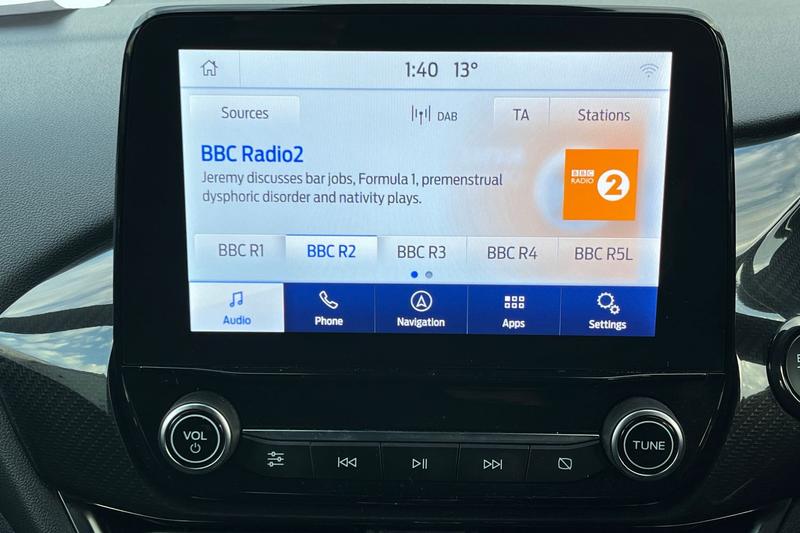 1:40 13°
Sources DAB TA Stations
BBC Radio2
Jeremy discusses bar jobs, Formula 1, premenstrual
dysphoric disorder and nativity plays.
BBC
RADIO 2
BBC R1 BBC R2 BBC R3 BBC R4 BBC R5L
Audio Phone Navigation Apps Settings
VOL
TUNE